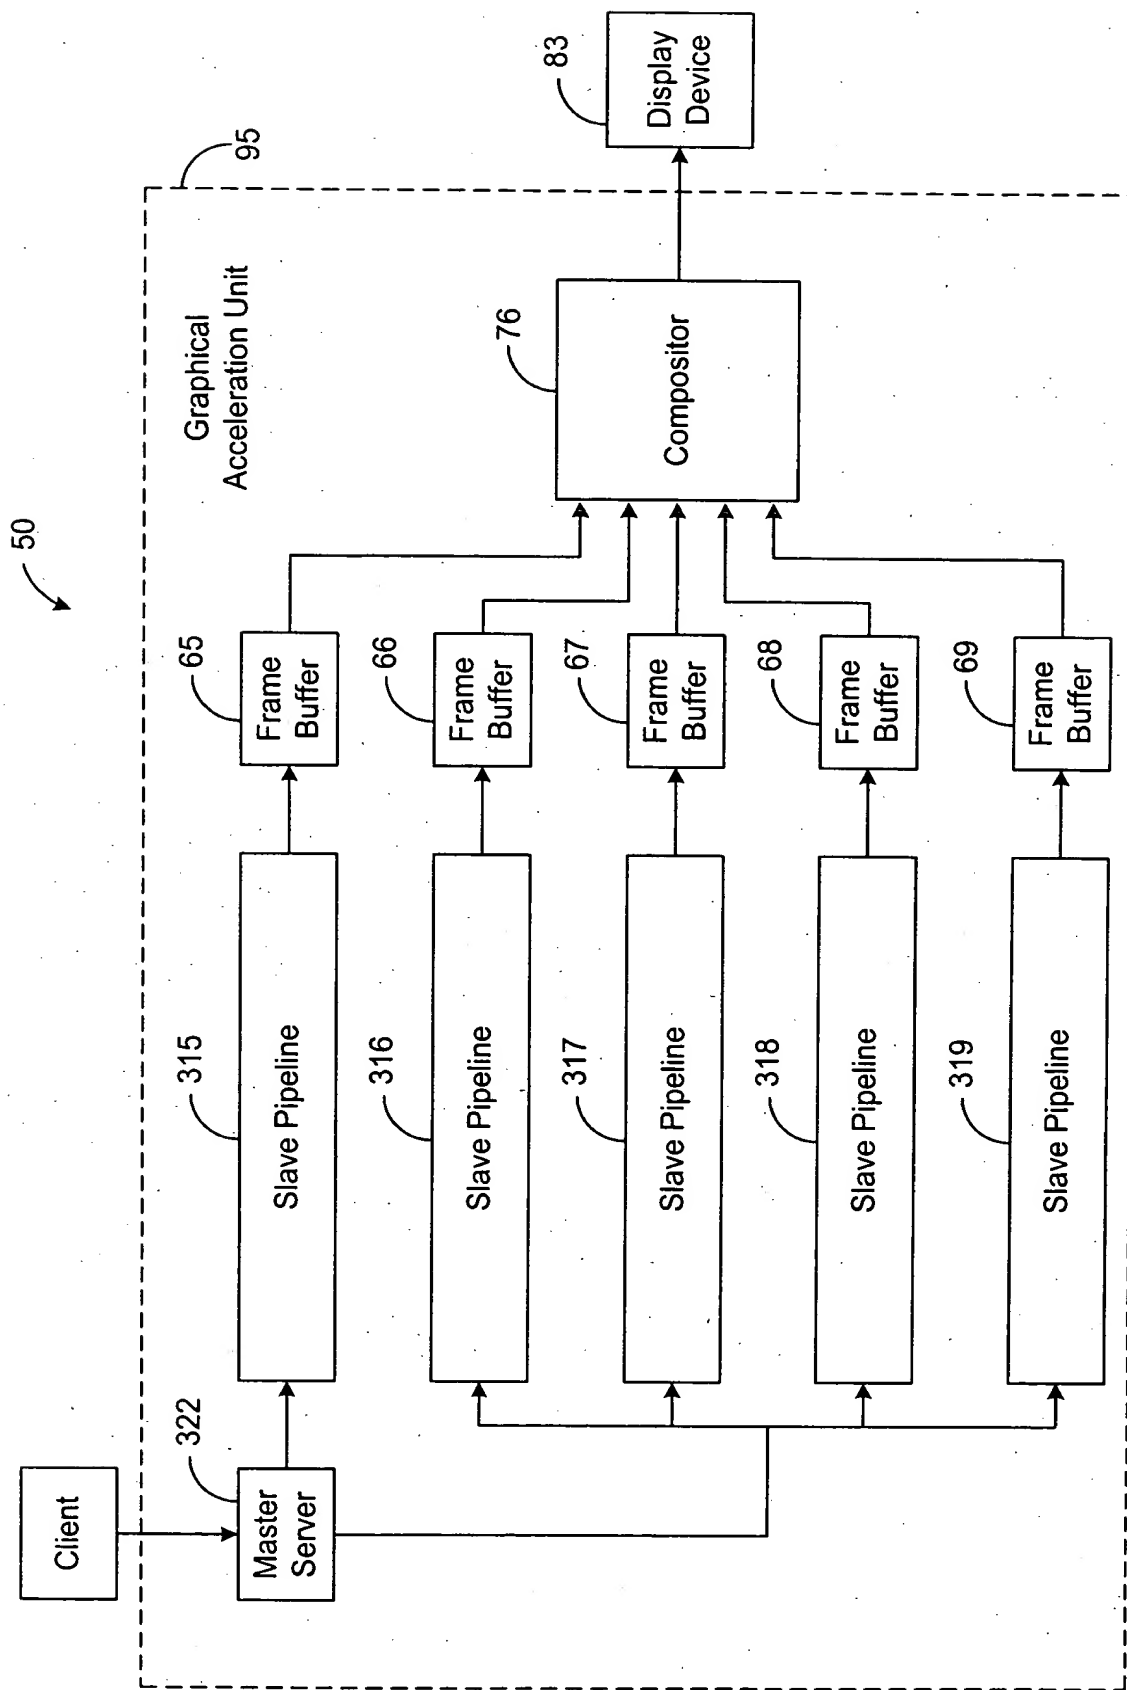 50
95
Graphical
Acceleration Unit
Client
322
Master
Server
315
Slave Pipeline
65
Frame
Buffer
316
Slave Pipeline
66
Frame
Buffer
317
Slave Pipeline
67
Frame
Buffer
318
Slave Pipeline
68
Frame
Buffer
319
Slave Pipeline
69
Frame
Buffer
76
Compositor
83
Display
Device